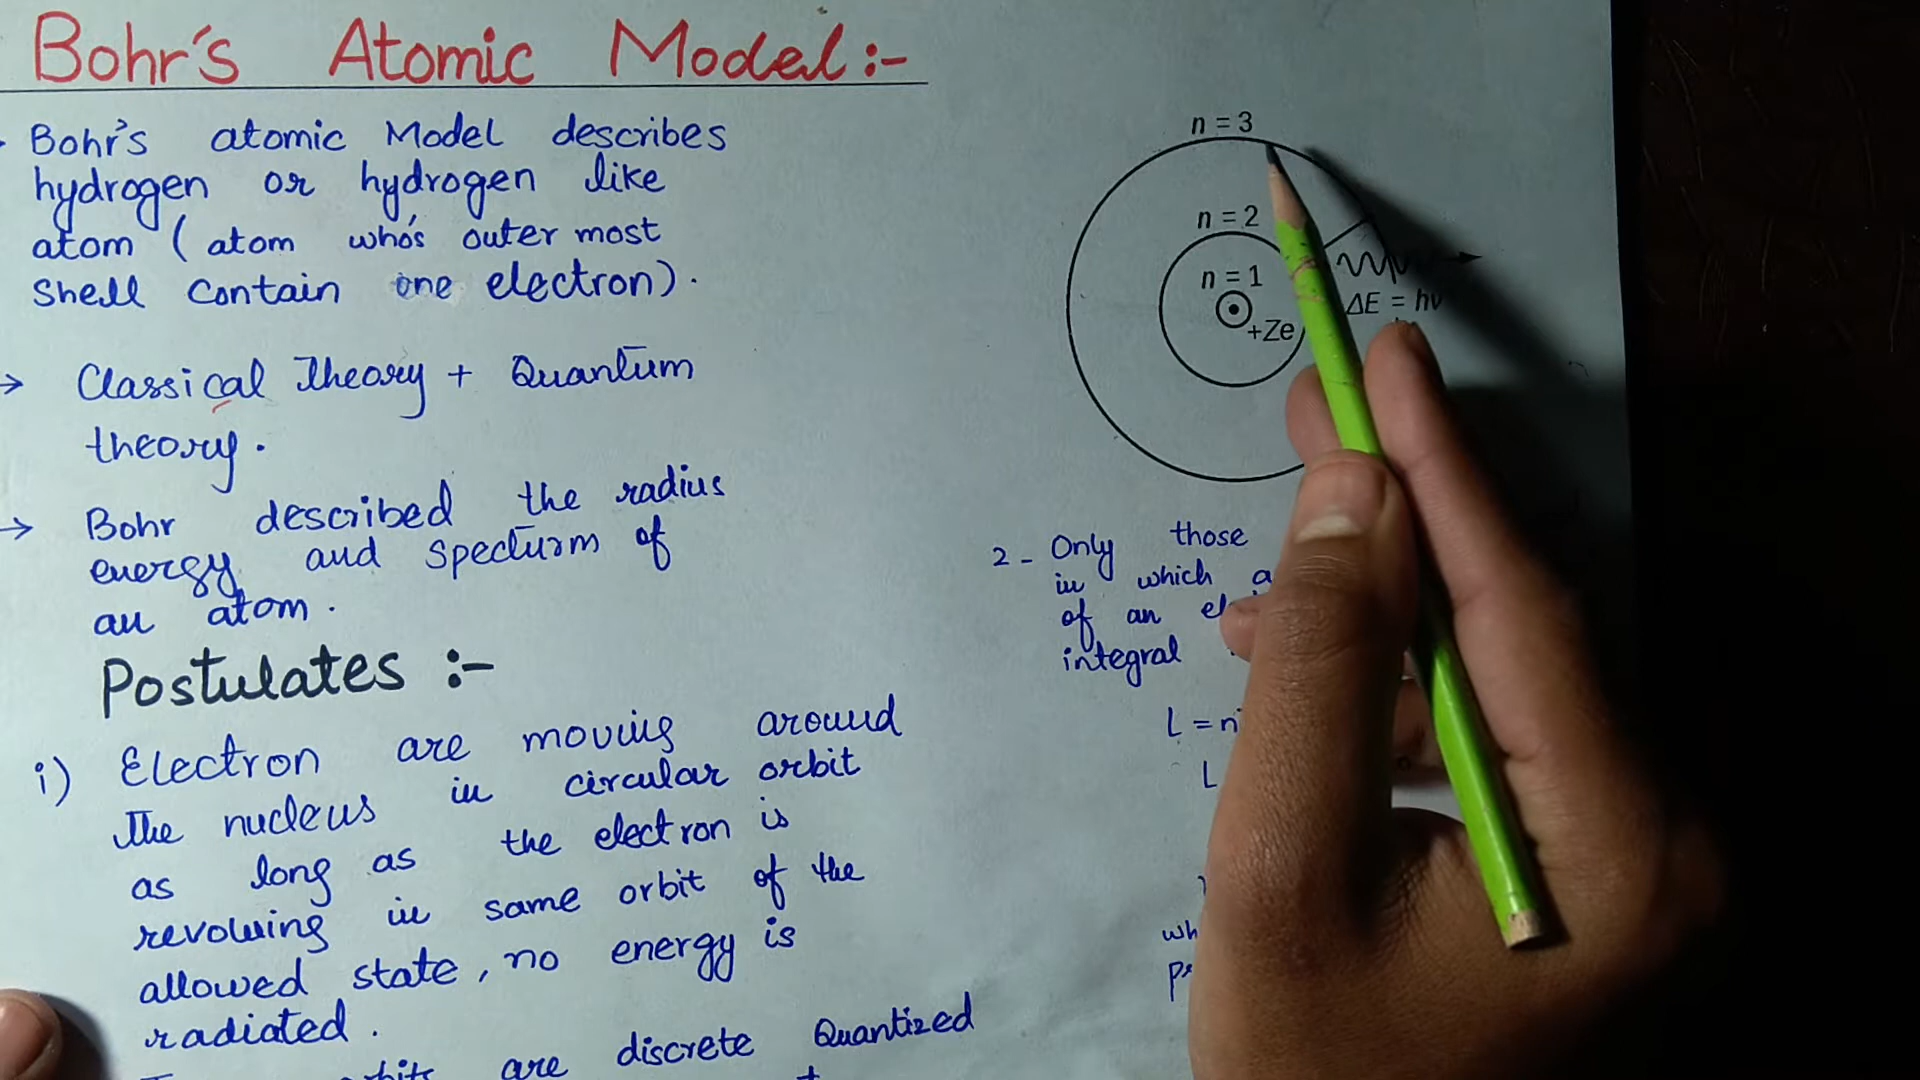 Bohr's Atomic Model:-
Bohr's atomic Model describes
hydrogen or hydrogen like
atom (atom who's outer most
shell contain one electron).
→ Classical Theory + Quantum
theory.
→ Bohr described the radius
energy and specturm of
an atom.
Postulates :-
i) Electron are moving around
The nucleus in circular orbit
as long as the electron is
revolving in same orbit of the
allowed state, no energy is
radiated.
are discrete Quantized
n = 3
n = 2
n = 1
+Ze
ΔE = hν
2- Only those
in which
of an
integral
L = n
L